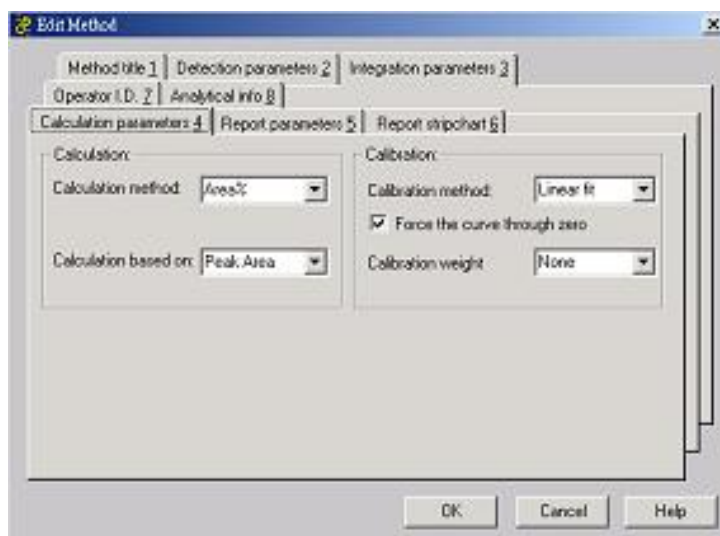 Edit Method
Method title 1 Detection parameters 2 Integration parameters 3
Operator I.D. 7 Analytical info 8
Calculation parameters 4 Report parameters 5 Report stripchart 6
Calculation:
Calculation method: Area%
Calculation based on: Peak Area
Calibration:
Calibration method: Linear fit
Force the curve through zero
Calibration weight None
OK Cancel Help